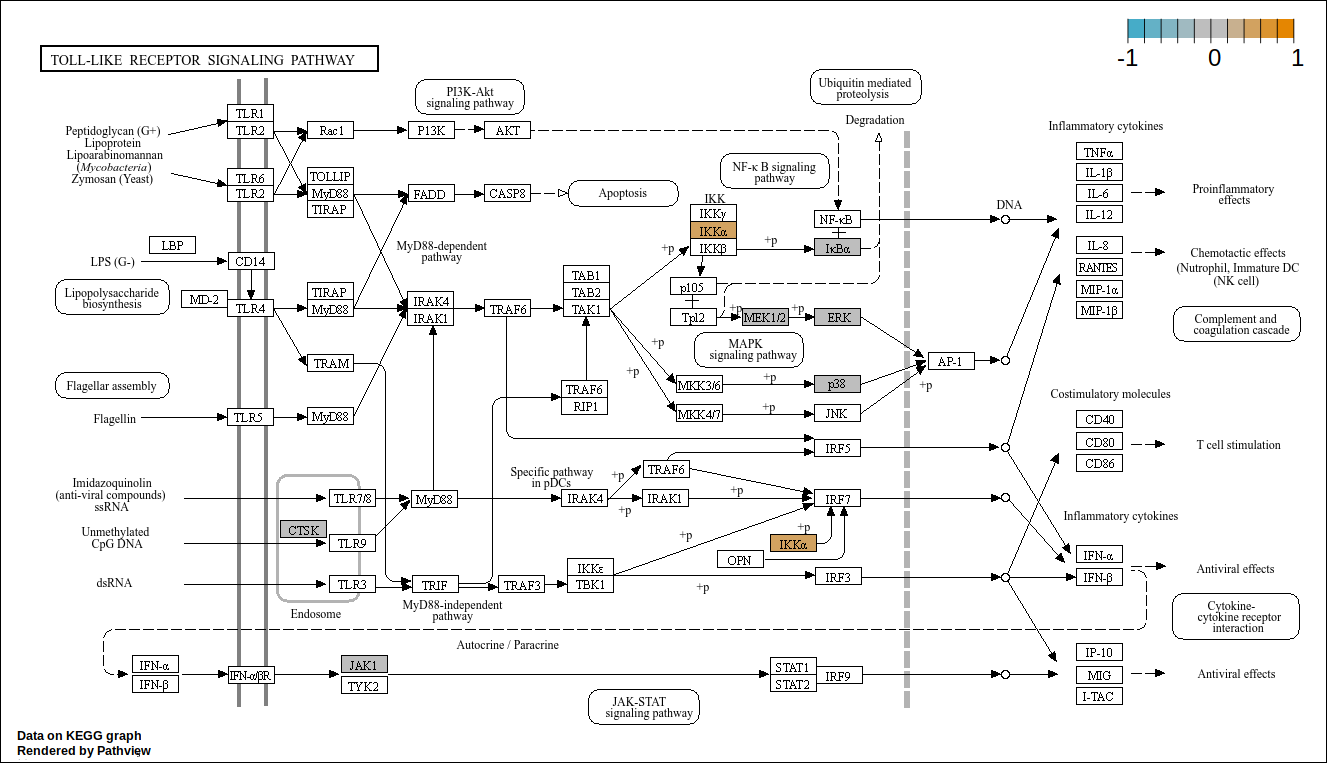 -1 0 1
TOLL-LIKE RECEPTOR SIGNALING PATHWAY
PI3K-Akt
signaling pathway
Ubiquitin mediated
proteolysis
Degradation
Peptidoglycan (G+)
Lipoprotein
Lipoarabinomannan
(Mycobacteria)
Zymosan (Yeast)
TLR1
TLR2
Rac1
P13K
AKT
TLR6
TLR2
TOLLIP
MyD88
TIRAP
FADD
CASP8
Apoptosis
NF-κ B signaling
pathway
Inflammatory cytokines
TNFα
IL-1β
IL-6
IL-12
Proinflammatory
effects
DNA
IKK
IKKγ
IKKα
IKKβ
+p
+p
NF-κB
IκBα
LBP
LPS (G-)
CD14
MyD88-dependent
pathway
IL-8
RANTES
MIP-1α
MIP-1β
Chemotactic effects
(Nutrophil, Immature DC
(NK cell)
Lipopolysaccharide
biosynthesis
MD-2
TLR4
TIRAP
MyD88
IRAK4
IRAK1
TRAF6
TAB1
TAB2
TAK1
p105
Tpl2
+p
MEK1/2
+p
ERK
MAPK
signaling pathway
Complement and
coagulation cascade
+p
+p
TRAM
AP-1
+p
Flagellar assembly
MKK3/6
+p
p38
MKK4/7
+p
JNK
TRAF6
RIP1
Flagellin
TLR5
MyD88
Costimulatory molecules
CD40
CD80
CD86
T cell stimulation
IRF5
Imidazoquinolin
(anti-viral compounds)
ssRNA
TLR7/8
MyD88
Specific pathway
in pDCs
IRAK4
+p
+p
TRAF6
IRAK1
+p
IRF7
Unmethylated
CpG DNA
CTSK
TLR9
+p
+p
IKKα
OPN
Inflammatory cytokines
IFN-α
IFN-β
Antiviral effects
dsRNA
TLR3
TRIF
TRAF3
IKKε
TBK1
+p
IRF3
Endosome
MyD88-independent
pathway
Cytokine-
cytokine receptor
interaction
Autocrine / Paracrine
IFN-α
IFN-β
IFN-α/βR
JAK1
TYK2
STAT1
STAT2
IRF9
IP-10
MIG
I-TAC
Antiviral effects
JAK-STAT
signaling pathway
Data on KEGG graph
Rendered by Pathview